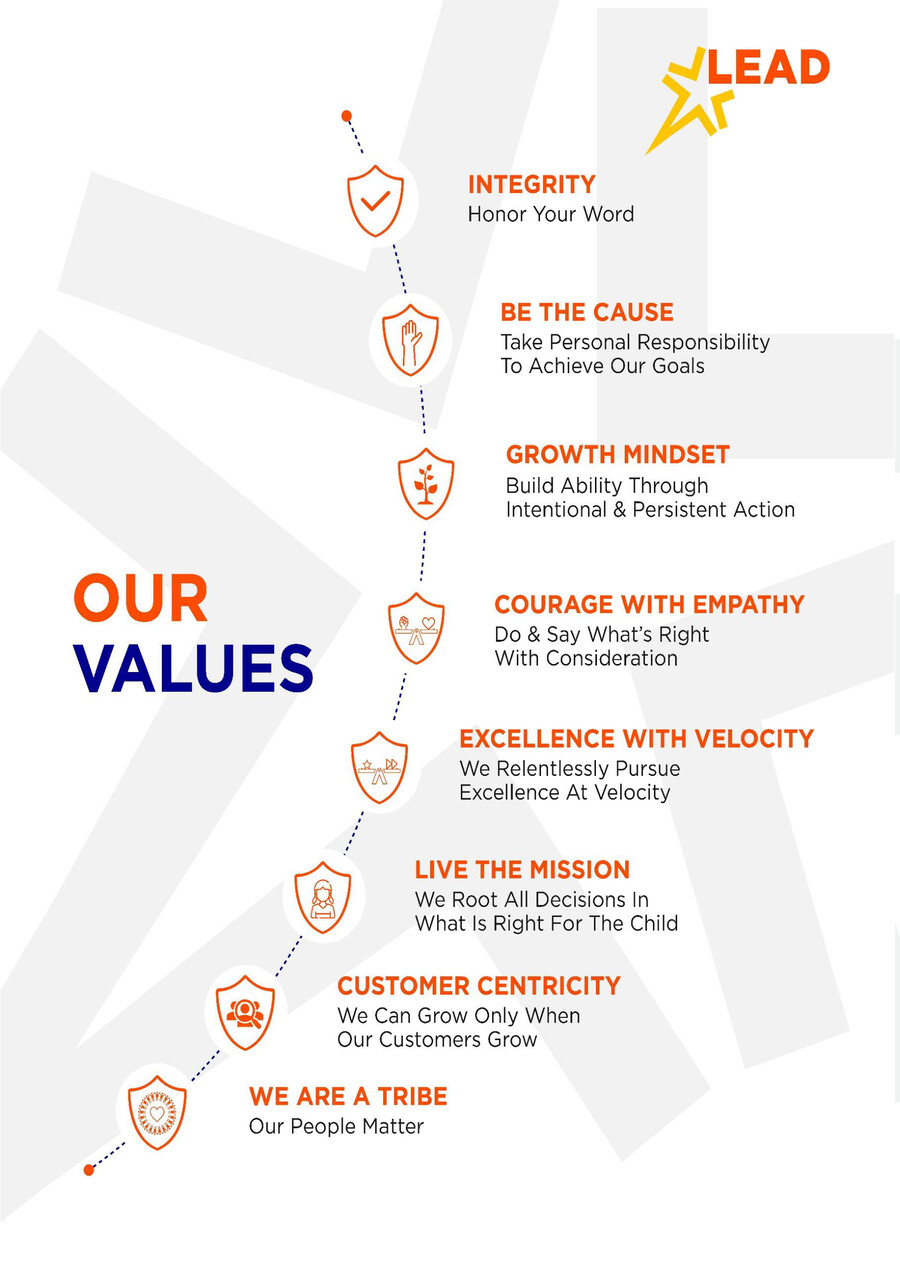 LEAD
INTEGRITY
Honor Your Word
BE THE CAUSE
Take Personal Responsibility
To Achieve Our Goals
GROWTH MINDSET
Build Ability Through
Intentional & Persistent Action
OUR
VALUES
COURAGE WITH EMPATHY
Do & Say What’s Right
With Consideration
EXCELLENCE WITH VELOCITY
We Relentlessly Pursue
Excellence At Velocity
LIVE THE MISSION
We Root All Decisions In
What Is Right For The Child
CUSTOMER CENTRICITY
We Can Grow Only When
Our Customers Grow
WE ARE A TRIBE
Our People Matter